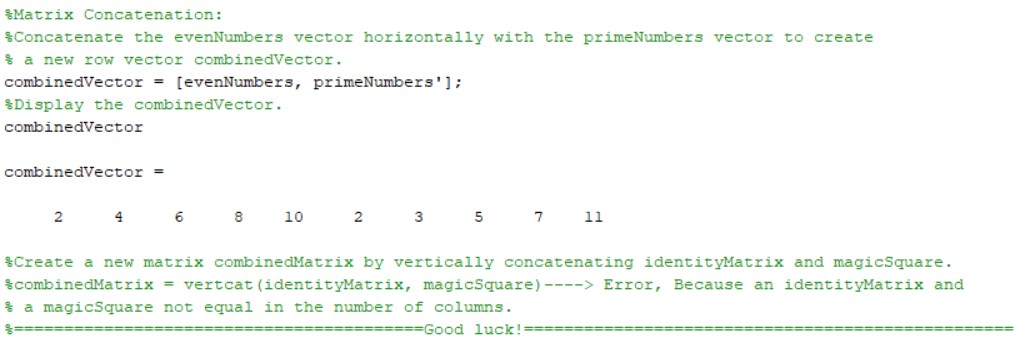 %Matrix Concatenation:
%Concatenate the evenNumbers vector horizontally with the primeNumbers vector to create
% a new row vector combinedVector.
combinedVector = [evenNumbers, primeNumbers'];
%Display the combinedVector.
combinedVector
combinedVector =
2 4 6 8 10 2 3 5 7 11
%Create a new matrix combinedMatrix by vertically concatenating identityMatrix and magicSquare.
%combinedMatrix = vertcat(identityMatrix, magicSquare)----> Error, Because an identityMatrix and
% a magicSquare not equal in the number of columns.
%=========================================Good luck!=================================================